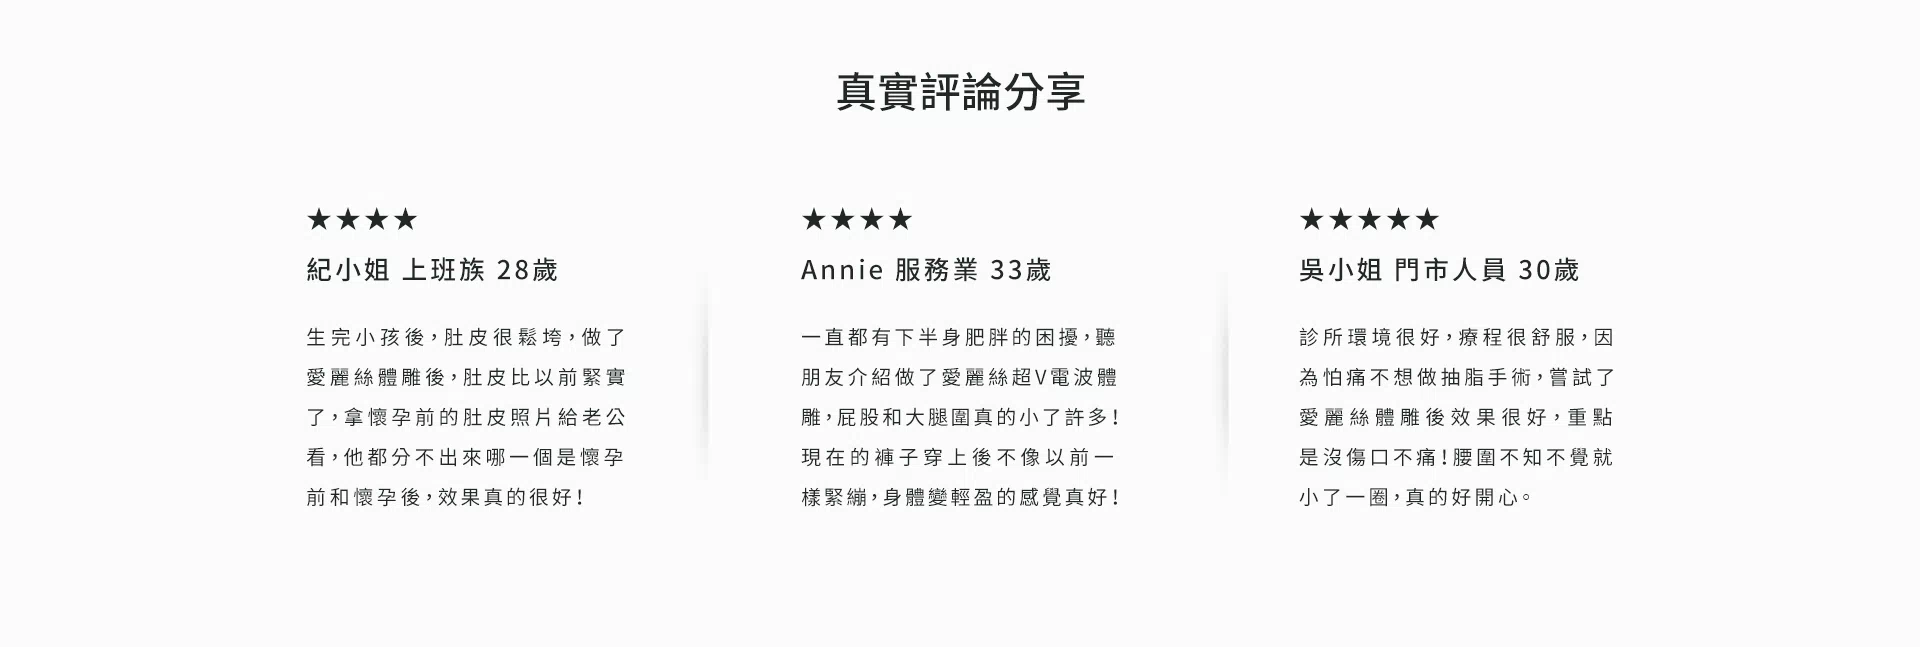 真實評論分享
★★★★
紀小姐 上班族 28歲
生完小孩後，肚皮很鬆垮，做了
愛麗絲體雕後，肚皮比以前緊實
了，拿懷孕前的肚皮照片給老公
看，他都分不出來哪一個是懷孕
前和懷孕後，效果真的很好！
★★★★
Annie 服務業 33歲
一直都有下半身肥胖的困擾，聽
朋友介紹做了愛麗絲超V電波體
雕，屁股和大腿圍真的小了許多！
現在的褲子穿上後不像以前一
樣緊繃，身體變輕盈的感覺真好！
★★★★★
吳小姐 門市人員 30歲
診所環境很好，療程很舒服，因
為怕痛不想做抽脂手術，嘗試了
愛麗絲體雕後效果很好，重點
是沒傷口不痛！腰圍不知不覺就
小了一圈，真的好開心。